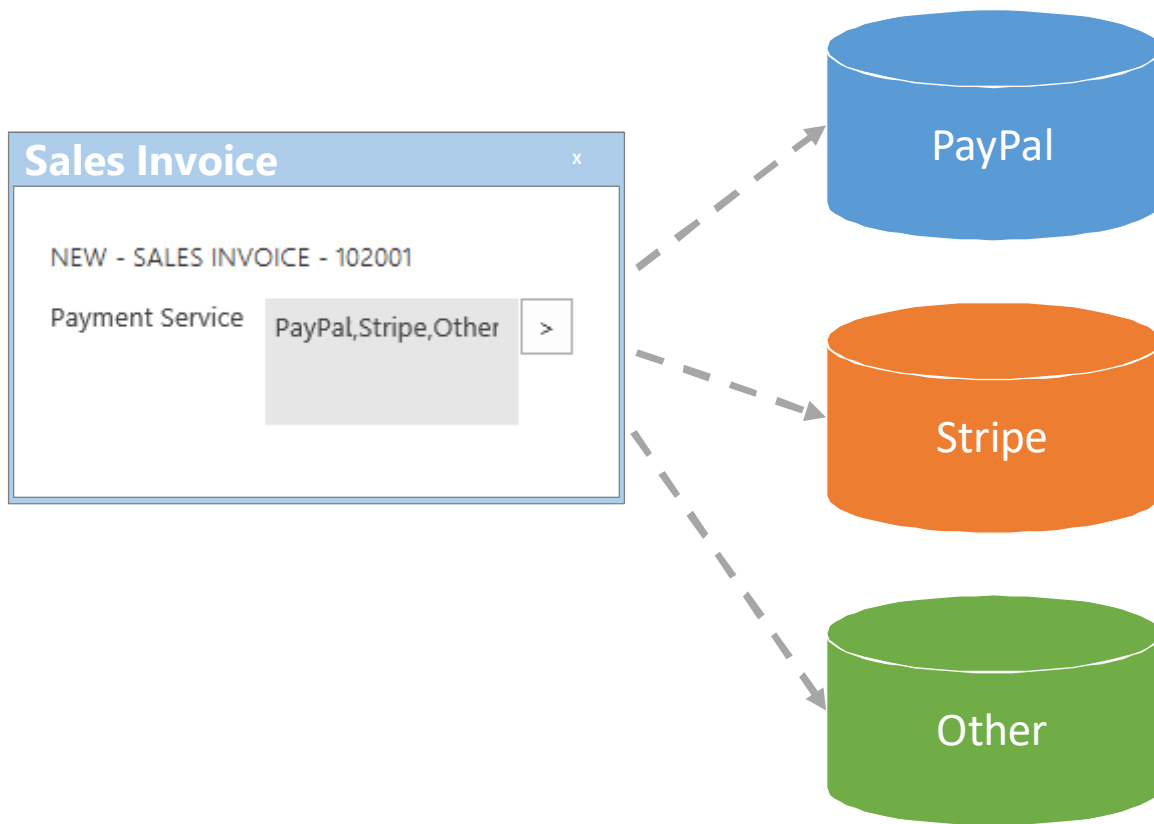 Sales Invoice x
NEW - SALES INVOICE - 102001
Payment Service PayPal,Stripe,Other >
PayPal
Stripe
Other